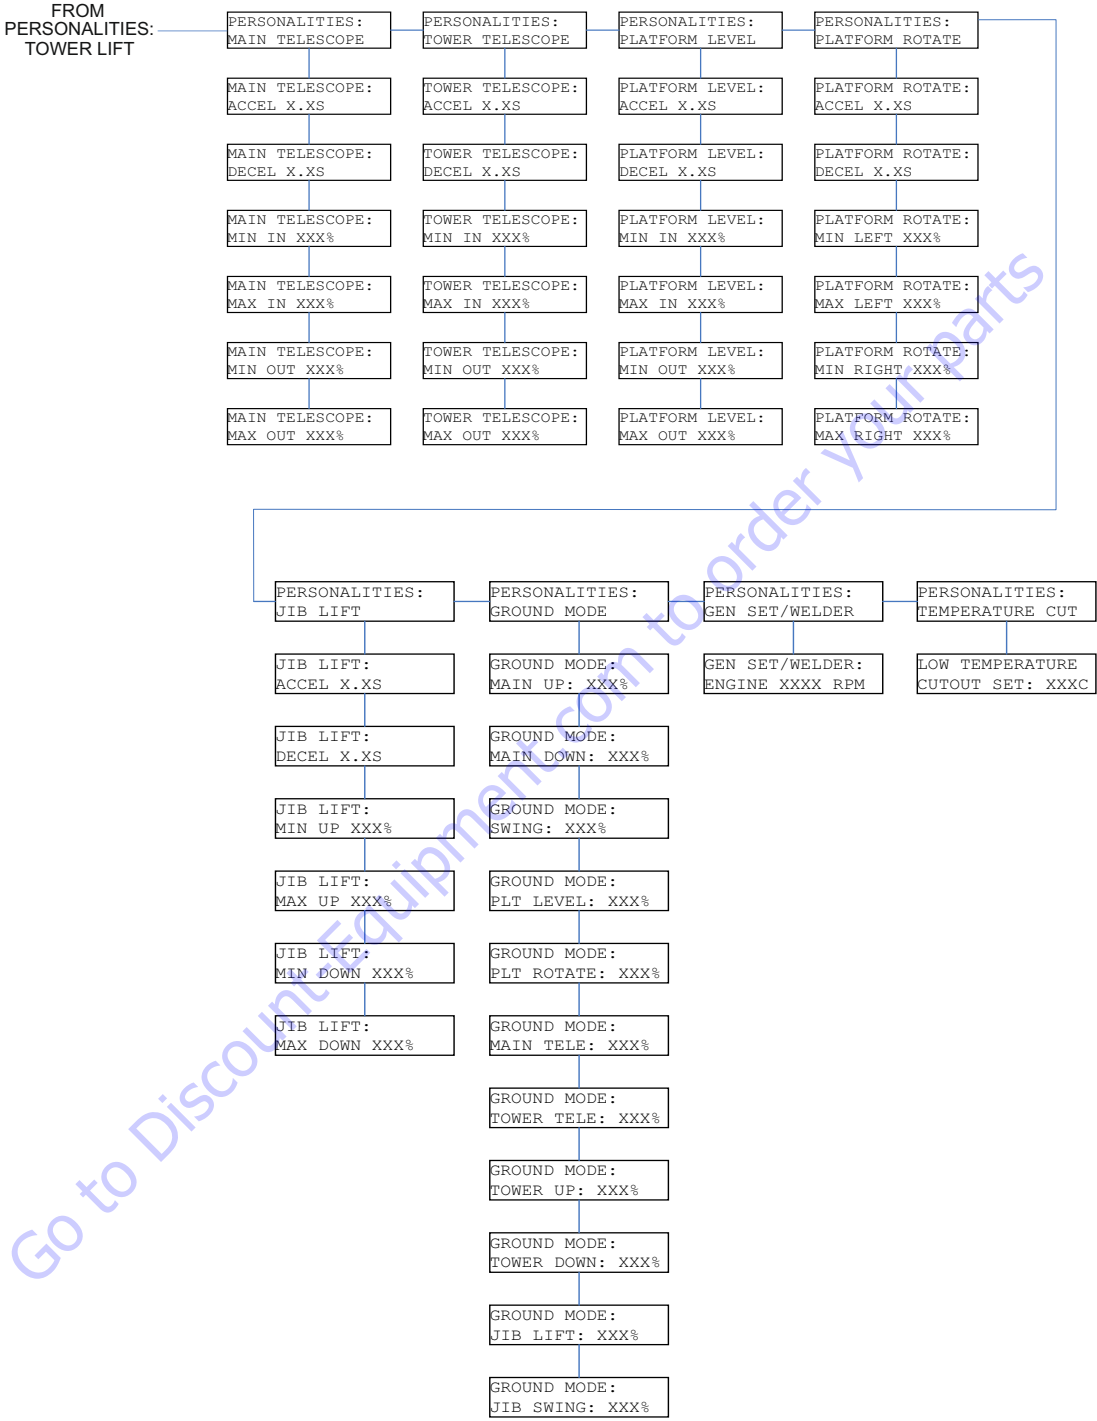 FROM
PERSONALITIES:
TOWER LIFT
PERSONALITIES:
MAIN TELESCOPE
MAIN TELESCOPE:
ACCEL X.XS
MAIN TELESCOPE:
DECEL X.XS
MAIN TELESCOPE:
MIN IN XXX%
MAIN TELESCOPE:
MAX IN XXX%
MAIN TELESCOPE:
MIN OUT XXX%
MAIN TELESCOPE:
MAX OUT XXX%
PERSONALITIES:
TOWER TELESCOPE
TOWER TELESCOPE:
ACCEL X.XS
TOWER TELESCOPE:
DECEL X.XS
TOWER TELESCOPE:
MIN IN XXX%
TOWER TELESCOPE:
MAX IN XXX%
TOWER TELESCOPE:
MIN OUT XXX%
TOWER TELESCOPE:
MAX OUT XXX%
PERSONALITIES:
PLATFORM LEVEL
PLATFORM LEVEL:
ACCEL X.XS
PLATFORM LEVEL:
DECEL X.XS
PLATFORM LEVEL:
MIN IN XXX%
PLATFORM LEVEL:
MAX IN XXX%
PLATFORM LEVEL:
MIN OUT XXX%
PLATFORM LEVEL:
MAX OUT XXX%
PERSONALITIES:
PLATFORM ROTATE
PLATFORM ROTATE:
ACCEL X.XS
PLATFORM ROTATE:
DECEL X.XS
PLATFORM ROTATE:
MIN LEFT XXX%
PLATFORM ROTATE:
MAX LEFT XXX%
PLATFORM ROTATE:
MIN RIGHT XXX%
PLATFORM ROTATE:
MAX RIGHT XXX%
PERSONALITIES:
JIB LIFT
JIB LIFT:
ACCEL X.XS
JIB LIFT:
DECEL X.XS
JIB LIFT:
MIN UP XXX%
JIB LIFT:
MAX UP XXX%
JIB LIFT:
MIN DOWN XXX%
JIB LIFT:
MAX DOWN XXX%
PERSONALITIES:
GROUND MODE
GROUND MODE:
MAIN UP: XXX%
GROUND MODE:
MAIN DOWN: XXX%
GROUND MODE:
SWING: XXX%
GROUND MODE:
PLT LEVEL: XXX%
GROUND MODE:
PLT ROTATE: XXX%
GROUND MODE:
MAIN TELE: XXX%
GROUND MODE:
TOWER TELE: XXX%
GROUND MODE:
TOWER UP: XXX%
GROUND MODE:
TOWER DOWN: XXX%
GROUND MODE:
JIB LIFT: XXX%
GROUND MODE:
JIB SWING: XXX%
PERSONALITIES:
GEN SET/WELDER
GEN SET/WELDER:
ENGINE XXXX RPM
PERSONALITIES:
TEMPERATURE CUT
LOW TEMPERATURE
CUTOUT SET: XXXC
Go to Discount-Equipment.com to order your parts